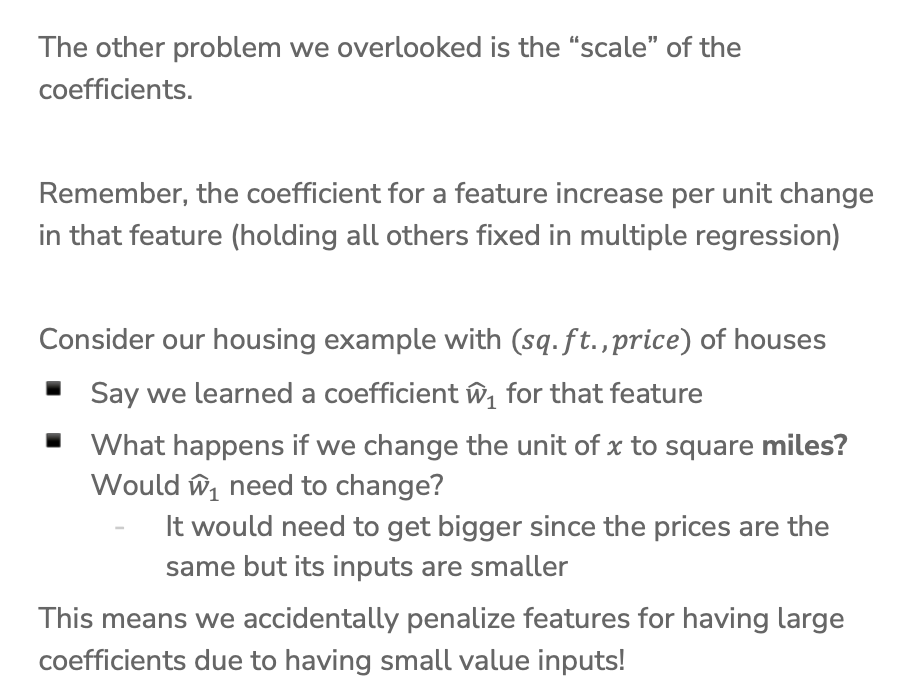 The other problem we overlooked is the “scale” of the
coefficients.
Remember, the coefficient for a feature increase per unit change
in that feature (holding all others fixed in multiple regression)
Consider our housing example with (sq. ft., price) of houses
▪ Say we learned a coefficient ŵ₁ for that feature
▪ What happens if we change the unit of x to square miles?
Would ŵ₁ need to change?
- It would need to get bigger since the prices are the
same but its inputs are smaller
This means we accidentally penalize features for having large
coefficients due to having small value inputs!